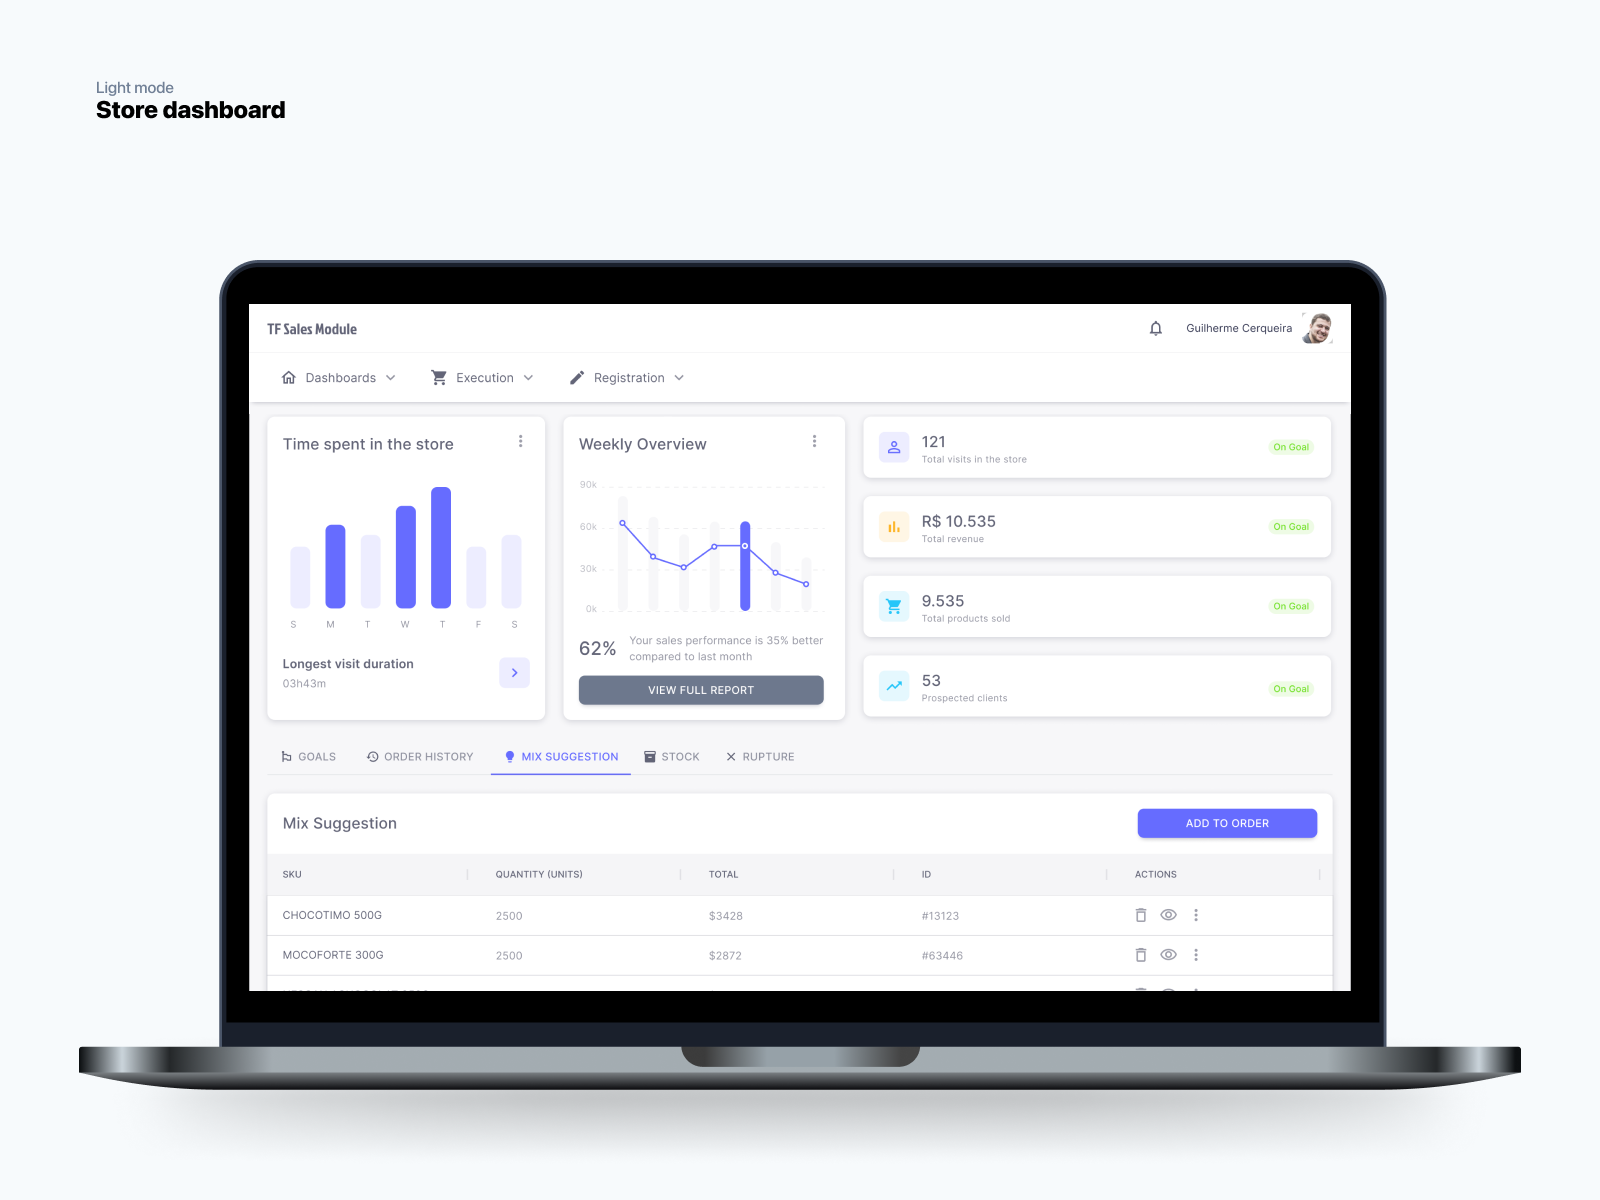 Light mode
Store dashboard
TF Sales Module
Guilherme Cerqueira
Dashboards
Execution
Registration
Time spent in the store
S M T W T F S
Longest visit duration
03h43m
Weekly Overview
90k
60k
30k
0k
62%
Your sales performance is 35% better
compared to last month
VIEW FULL REPORT
121
Total visits in the store
On Goal
R$ 10.535
Total revenue
On Goal
9.535
Total products sold
On Goal
53
Prospected clients
On Goal
GOALS
ORDER HISTORY
MIX SUGGESTION
STOCK
RUPTURE
Mix Suggestion
ADD TO ORDER
SKU QUANTITY (UNITS) TOTAL ID ACTIONS
CHOCOTIMO 500G 2500 $3428 #13123
MOCOFORTE 300G 2500 $2872 #63446